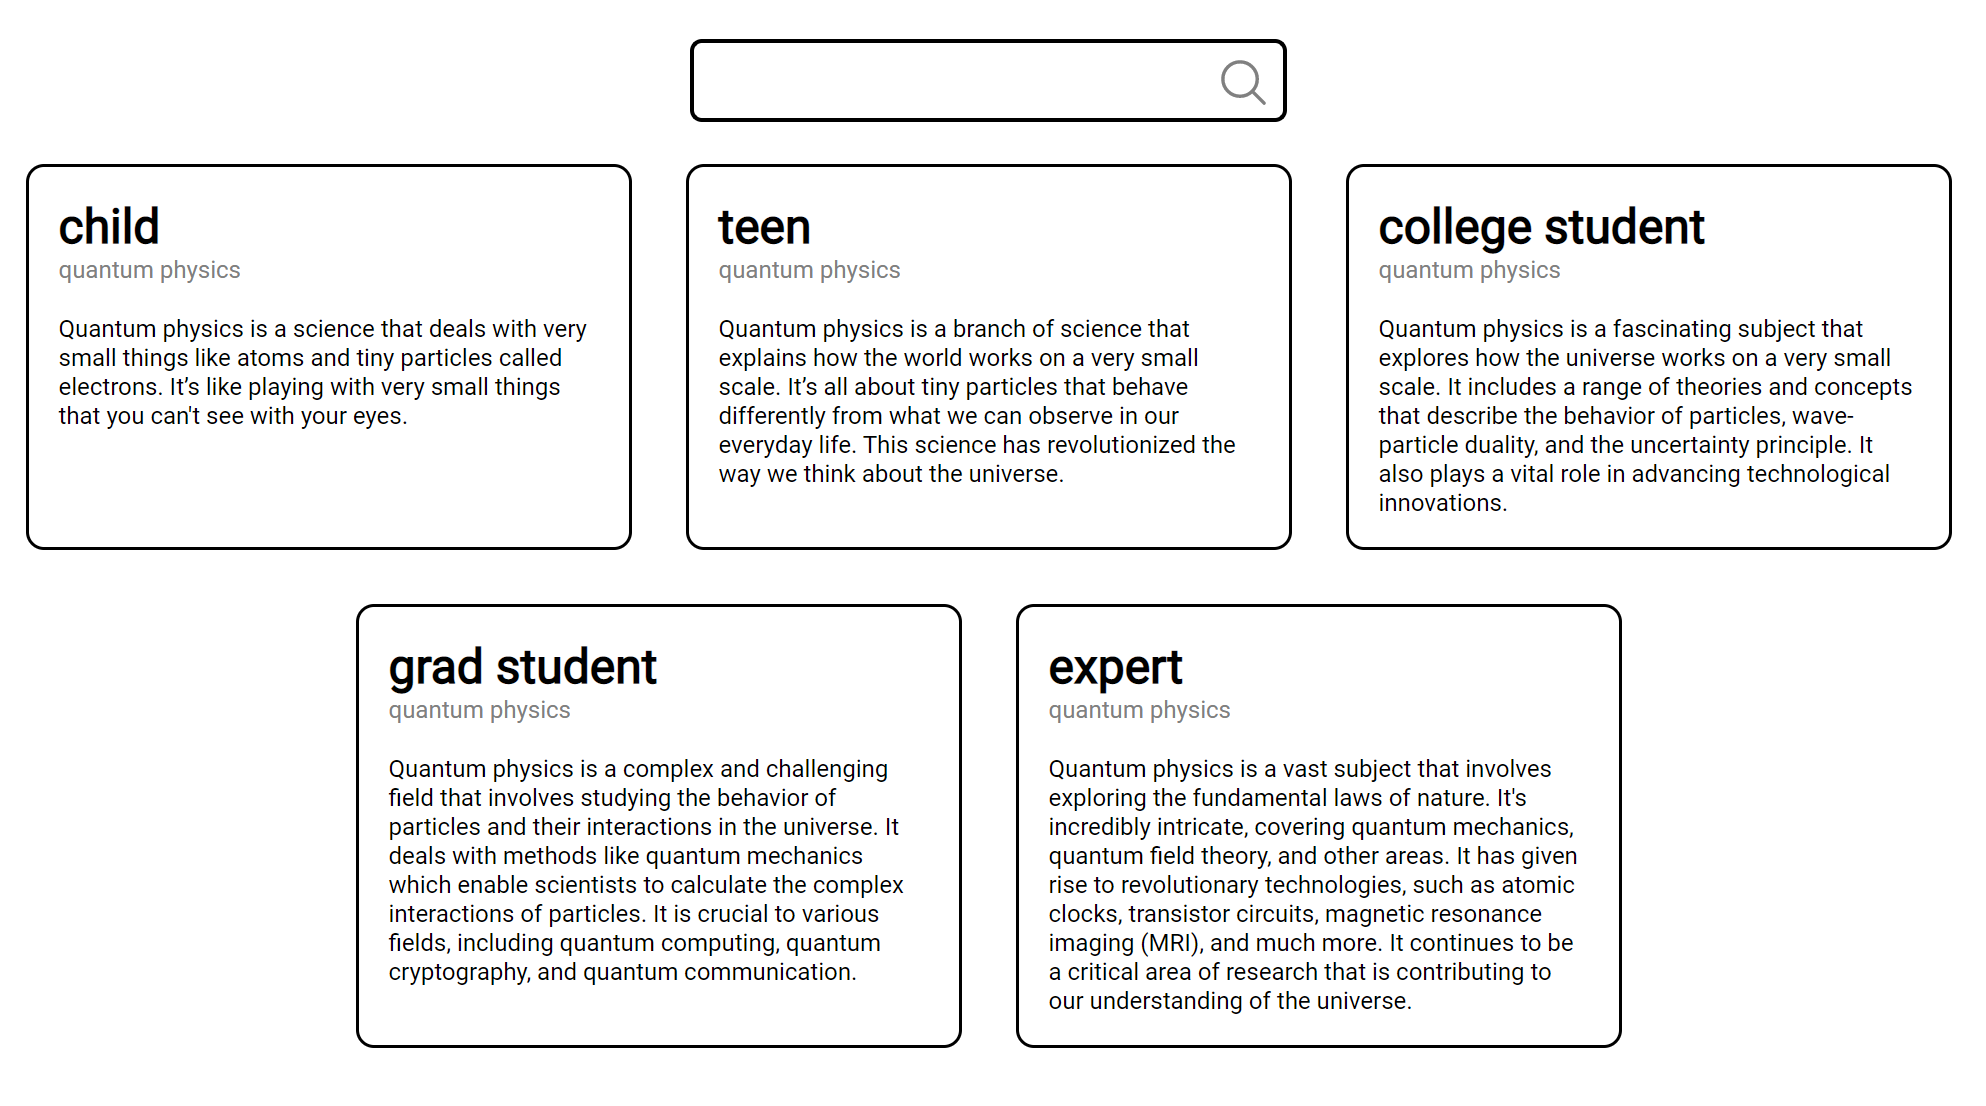 child
quantum physics
Quantum physics is a science that deals with very
small things like atoms and tiny particles called
electrons. It’s like playing with very small things
that you can't see with your eyes.
teen
quantum physics
Quantum physics is a branch of science that
explains how the world works on a very small
scale. It’s all about tiny particles that behave
differently from what we can observe in our
everyday life. This science has revolutionized the
way we think about the universe.
college student
quantum physics
Quantum physics is a fascinating subject that
explores how the universe works on a very small
scale. It includes a range of theories and concepts
that describe the behavior of particles, wave-
particle duality, and the uncertainty principle. It
also plays a vital role in advancing technological
innovations.
grad student
quantum physics
Quantum physics is a complex and challenging
field that involves studying the behavior of
particles and their interactions in the universe. It
deals with methods like quantum mechanics
which enable scientists to calculate the complex
interactions of particles. It is crucial to various
fields, including quantum computing, quantum
cryptography, and quantum communication.
expert
quantum physics
Quantum physics is a vast subject that involves
exploring the fundamental laws of nature. It's
incredibly intricate, covering quantum mechanics,
quantum field theory, and other areas. It has given
rise to revolutionary technologies, such as atomic
clocks, transistor circuits, magnetic resonance
imaging (MRI), and much more. It continues to be
a critical area of research that is contributing to
our understanding of the universe.